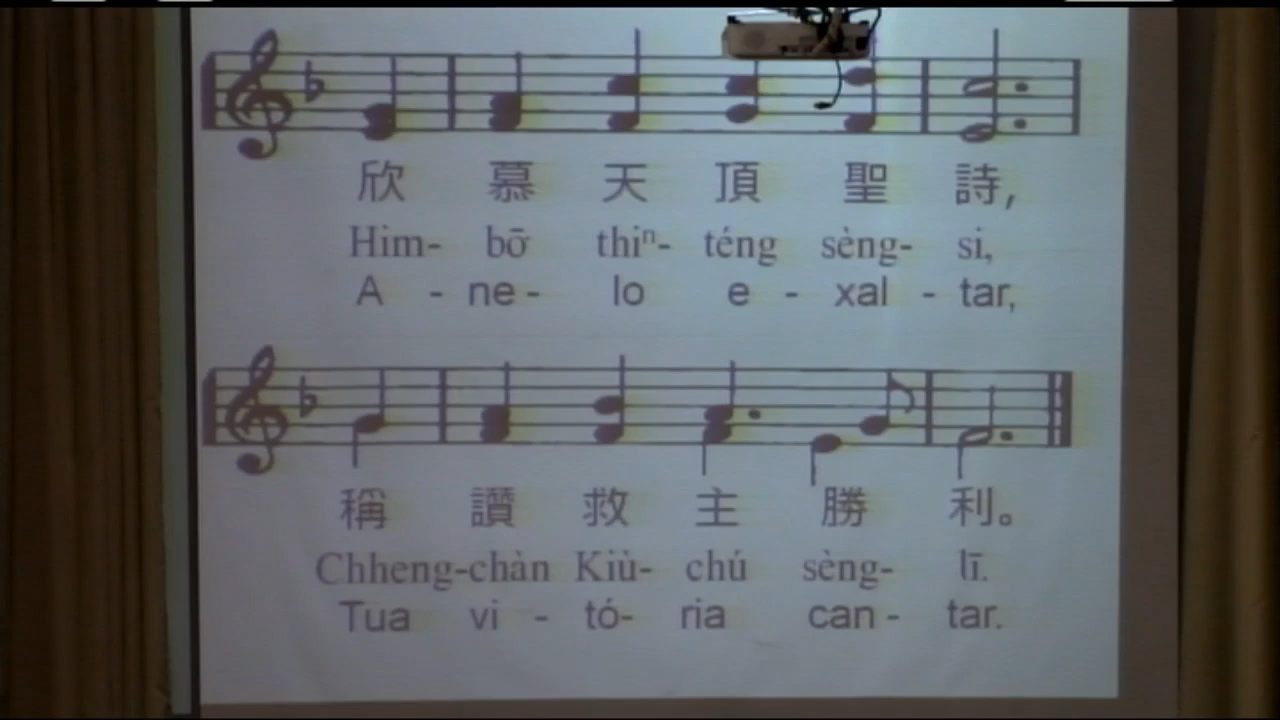 欣慕天頂聖詩,
Him- bō͘ thiⁿ- téng sèng- si,
A - ne - lo e - xal - tar,
稱讚救主勝利。
Chheng-chàn Kiù- chú sèng- lī.
Tua vi - tó- ria can - tar.